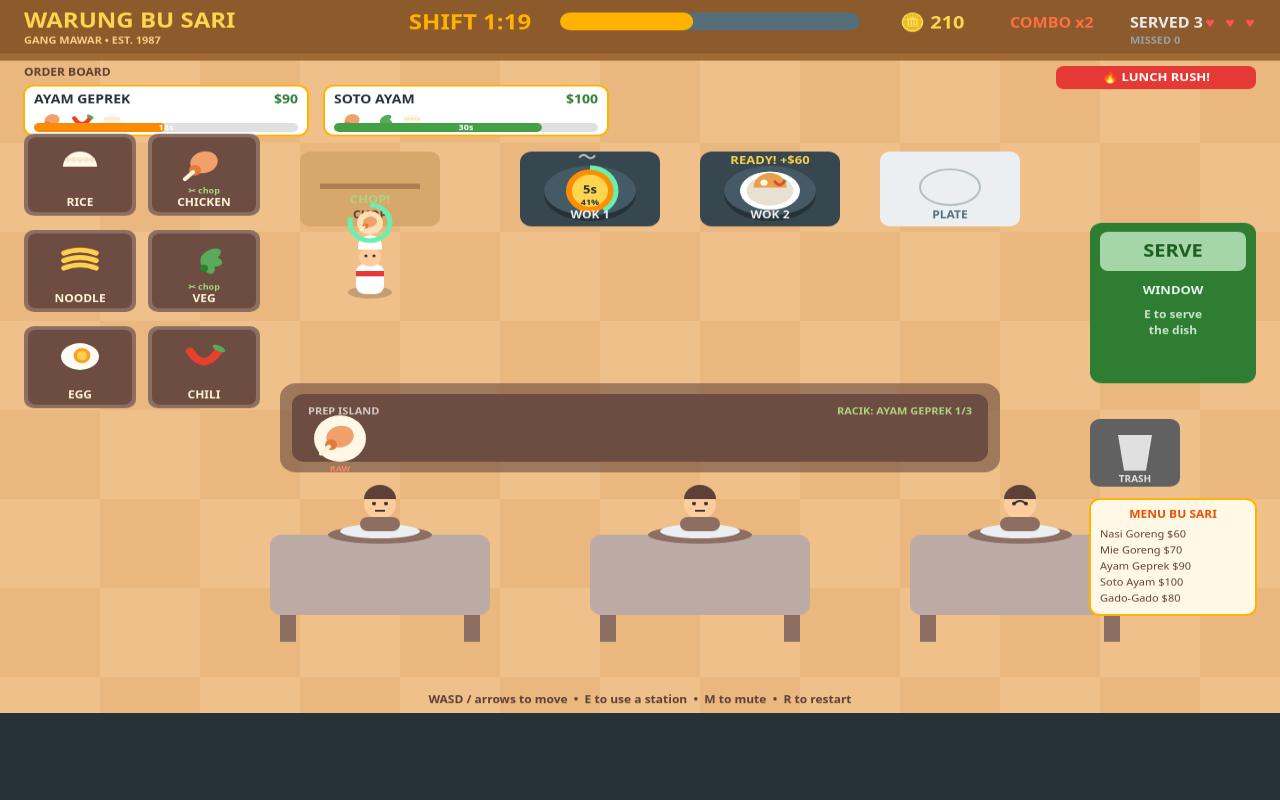 WARUNG BU SARI
GANG MAWAR • EST. 1987
SHIFT 1:19
210
COMBO x2
SERVED 3
MISSED 0
ORDER BOARD
🔥 LUNCH RUSH!
AYAM GEPREK $90
SOTO AYAM $100
30s
RICE
✂ chop
CHICKEN
NOODLE
✂ chop
VEG
EGG
CHILI
CHOP!
5s
41%
WOK 1
READY! +$60
WOK 2
PLATE
SERVE
WINDOW
E to serve
the dish
PREP ISLAND
RACIK: AYAM GEPREK 1/3
RAW
TRASH
MENU BU SARI
Nasi Goreng $60
Mie Goreng $70
Ayam Geprek $90
Soto Ayam $100
Gado-Gado $80
WASD / arrows to move • E to use a station • M to mute • R to restart